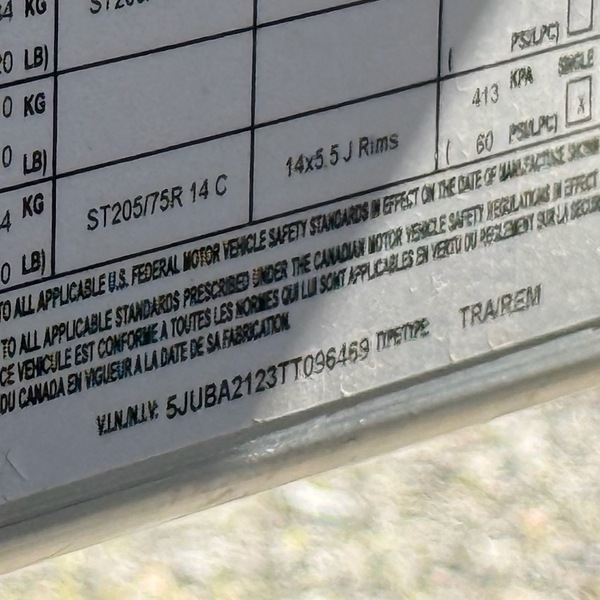 KG
LB)
PSI/LPC)
0 KG
413 KPA SINGLE
0 LB)
14x5.5 J Rims
( 60 PSI/LPC) x
4 KG
ST205/75R 14 C
0 LB)
TO ALL APPLICABLE U.S. FEDERAL MOTOR VEHICLE SAFETY STANDARDS IN EFFECT ON THE DATE OF MANUFACTURE SHOWN
TO ALL APPLICABLE STANDARDS PRESCRIBED UNDER THE CANADIAN MOTOR VEHICLE SAFETY REGULATIONS IN EFFECT
CE VEHICULE EST CONFORME A TOUTES LES NORMES QUI LUI SONT APPLICABLES EN VERTU DU REGLEMENT SUR LA
DU CANADA EN VIGUEUR A LA DATE DE SA FABRICATION.
V.I.N./N.I.V: 5JUBA2123TT096469 TYPE/TYPE: TRA/REM